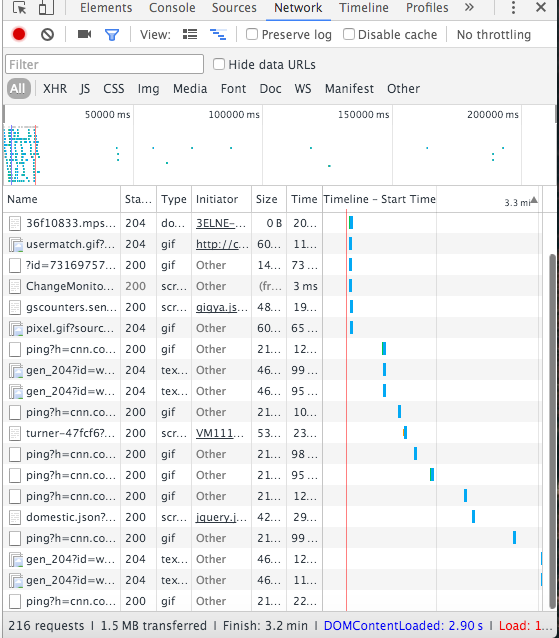 Elements Console Sources Network Timeline Profiles »
View: Preserve log Disable cache No throttling
Filter Hide data URLs
All XHR JS CSS Img Media Font Doc WS Manifest Other
50000 ms 100000 ms 150000 ms 200000 ms
Name Sta... Type Initiator Size Time Timeline – Start Time 3.3 mi
36f10833.mps... 204 do... 3ELNE-... 0 B 20...
usermatch.gif?... 204 gif http://c... 60... 11...
?id=73169757... 200 gif Other 14... 73 ...
ChangeMonito... 200 scr... Other (fr... 3 ms
gscounters.sen... 200 scr... gigya.js... 48... 19...
pixel.gif?sourc... 204 gif Other 60... 65 ...
ping?h=cnn.co... 200 gif Other 21... 12...
gen_204?id=w... 204 tex... Other 46... 99 ...
gen_204?id=w... 204 tex... Other 46... 95 ...
ping?h=cnn.co... 200 gif Other 21... 10...
turner-47fcf6?... 200 scr... VM111... 53... 23...
ping?h=cnn.co... 200 gif Other 21... 98 ...
ping?h=cnn.co... 200 gif Other 21... 95 ...
ping?h=cnn.co... 200 gif Other 21... 12...
domestic.json?... 200 scr... jquery.j... 42... 29...
ping?h=cnn.co... 200 gif Other 21... 99 ...
gen_204?id=w... 204 tex... Other 46... 12...
gen_204?id=w... 204 tex... Other 46... 11...
ping?h=cnn.co... 200 gif Other 21... 22...
216 requests | 1.5 MB transferred | Finish: 3.2 min | DOMContentLoaded: 2.90 s | Load: 1...